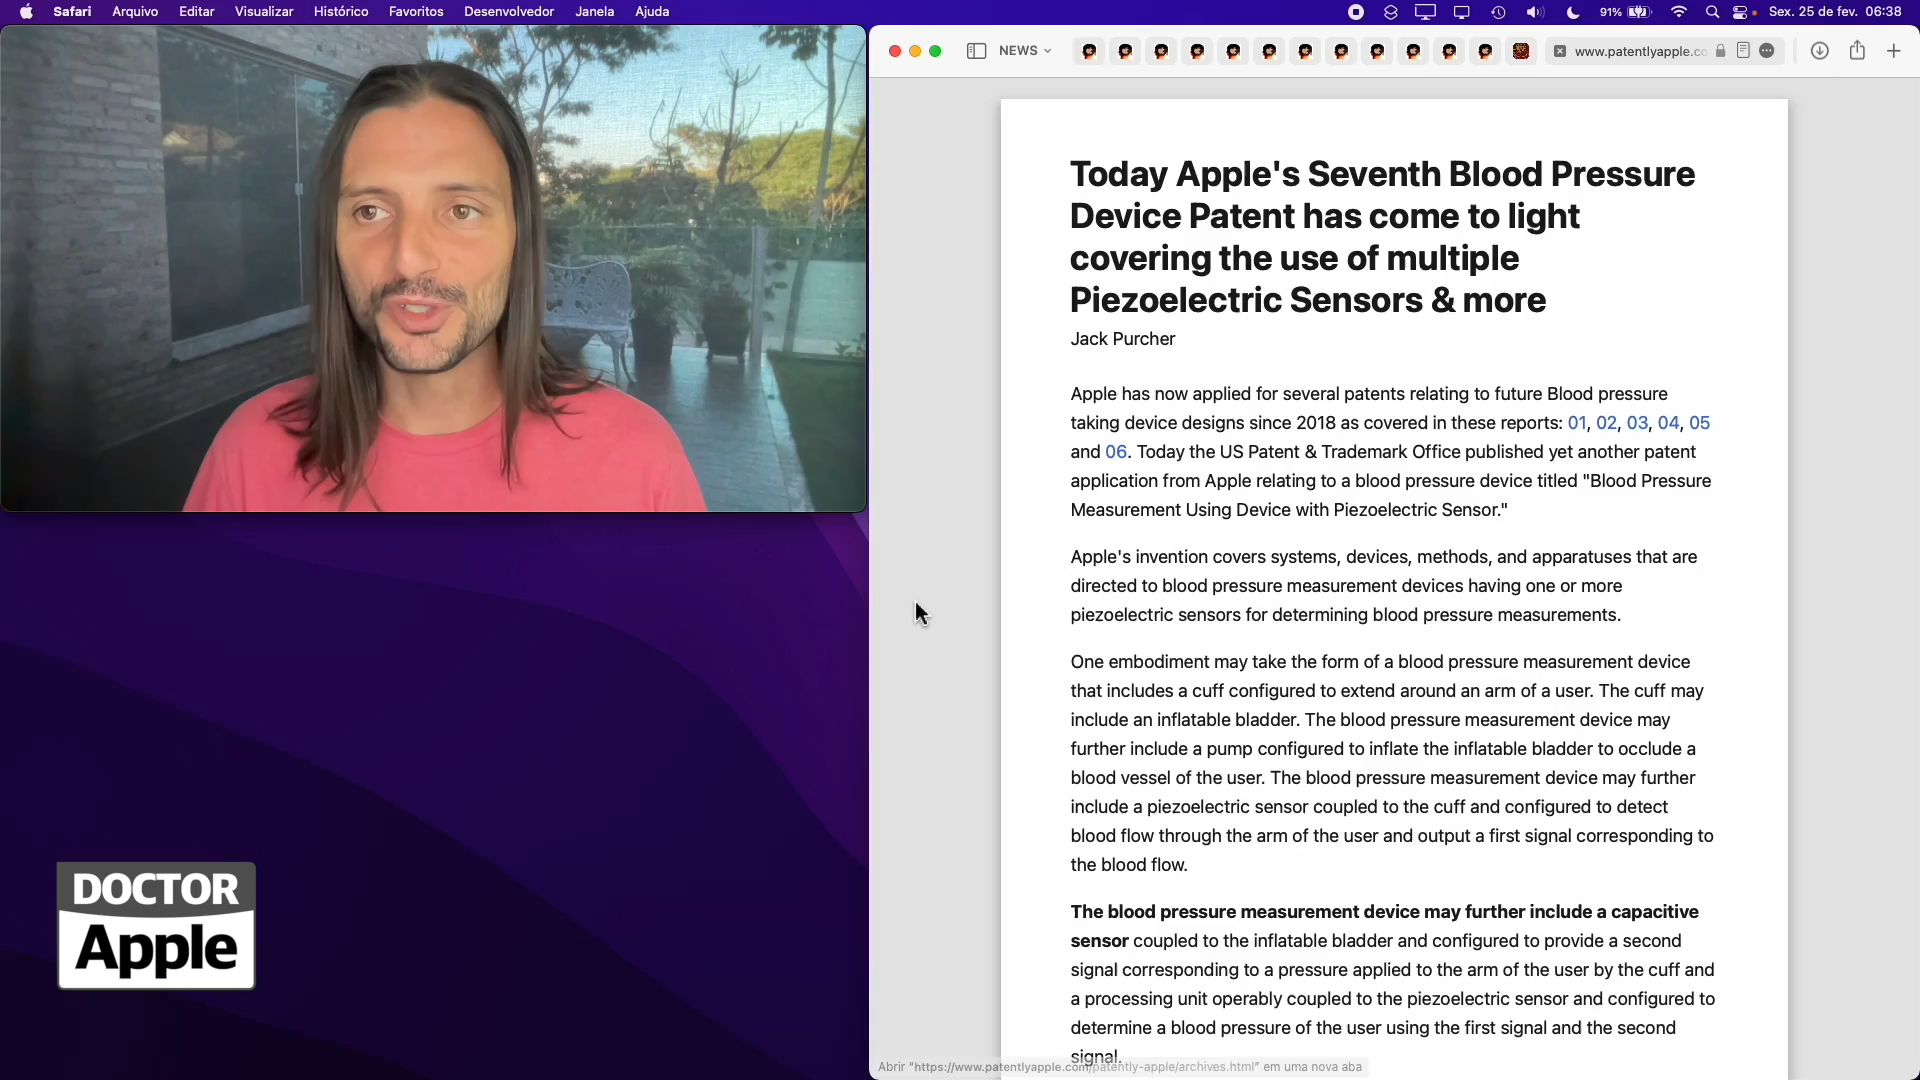 Safari Arquivo Editar Visualizar Histórico Favoritos Desenvolvedor Janela Ajuda
91% Sex. 25 de fev. 06:38
NEWS
www.patentlyapple.co
Today Apple's Seventh Blood Pressure
Device Patent has come to light
covering the use of multiple
Piezoelectric Sensors & more
Jack Purcher
Apple has now applied for several patents relating to future Blood pressure
taking device designs since 2018 as covered in these reports: 01, 02, 03, 04, 05
and 06. Today the US Patent & Trademark Office published yet another patent
application from Apple relating to a blood pressure device titled "Blood Pressure
Measurement Using Device with Piezoelectric Sensor."
Apple's invention covers systems, devices, methods, and apparatuses that are
directed to blood pressure measurement devices having one or more
piezoelectric sensors for determining blood pressure measurements.
One embodiment may take the form of a blood pressure measurement device
that includes a cuff configured to extend around an arm of a user. The cuff may
include an inflatable bladder. The blood pressure measurement device may
further include a pump configured to inflate the inflatable bladder to occlude a
blood vessel of the user. The blood pressure measurement device may further
include a piezoelectric sensor coupled to the cuff and configured to detect
blood flow through the arm of the user and output a first signal corresponding to
the blood flow.
The blood pressure measurement device may further include a capacitive
sensor coupled to the inflatable bladder and configured to provide a second
signal corresponding to a pressure applied to the arm of the user by the cuff and
a processing unit operably coupled to the piezoelectric sensor and configured to
determine a blood pressure of the user using the first signal and the second
signal.
Abrir "https://www.patentlyapple.com/patently-apple/archives.html" em uma nova aba
DOCTOR
Apple